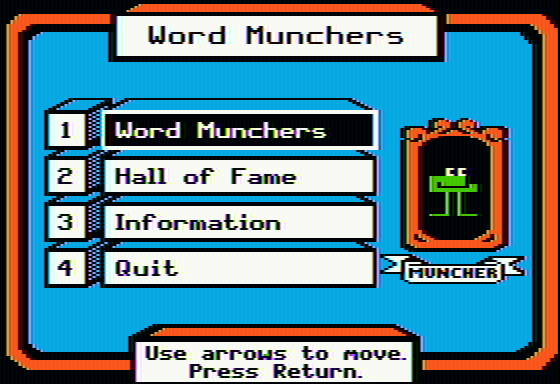 Word Munchers
1 Word Munchers
2 Hall of Fame
3 Information
4 Quit
MUNCHER
Use arrows to move.
Press Return.